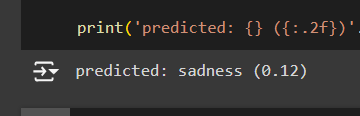 print('predicted: {} ({:.2f})'.
predicted: sadness (0.12)